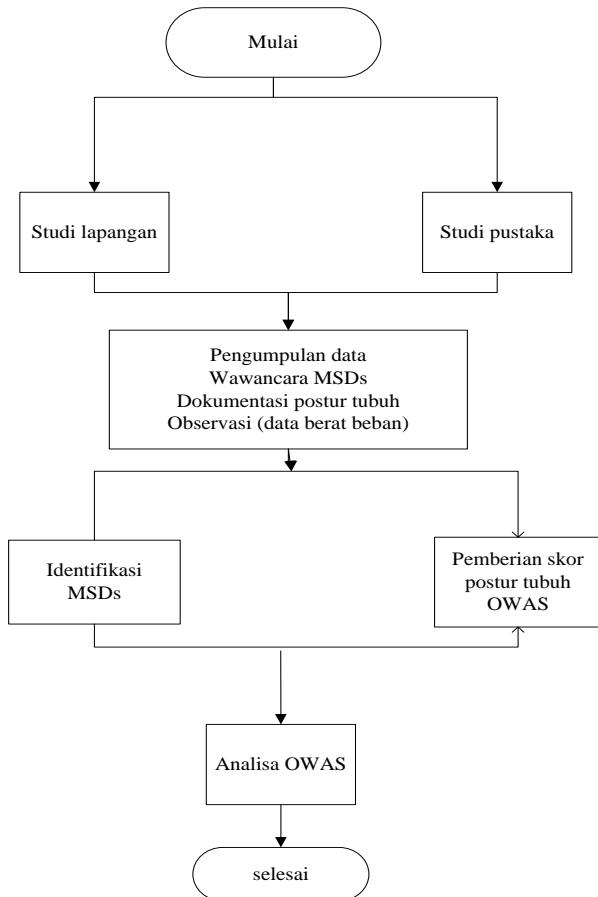 Mulai
Studi lapangan
Studi pustaka
Pengumpulan data
Wawancara MSDs
Dokumentasi postur tubuh
Observasi (data berat beban)
Identifikasi
MSDs
Pemberian skor
postur tubuh
OWAS
Analisa OWAS
selesai